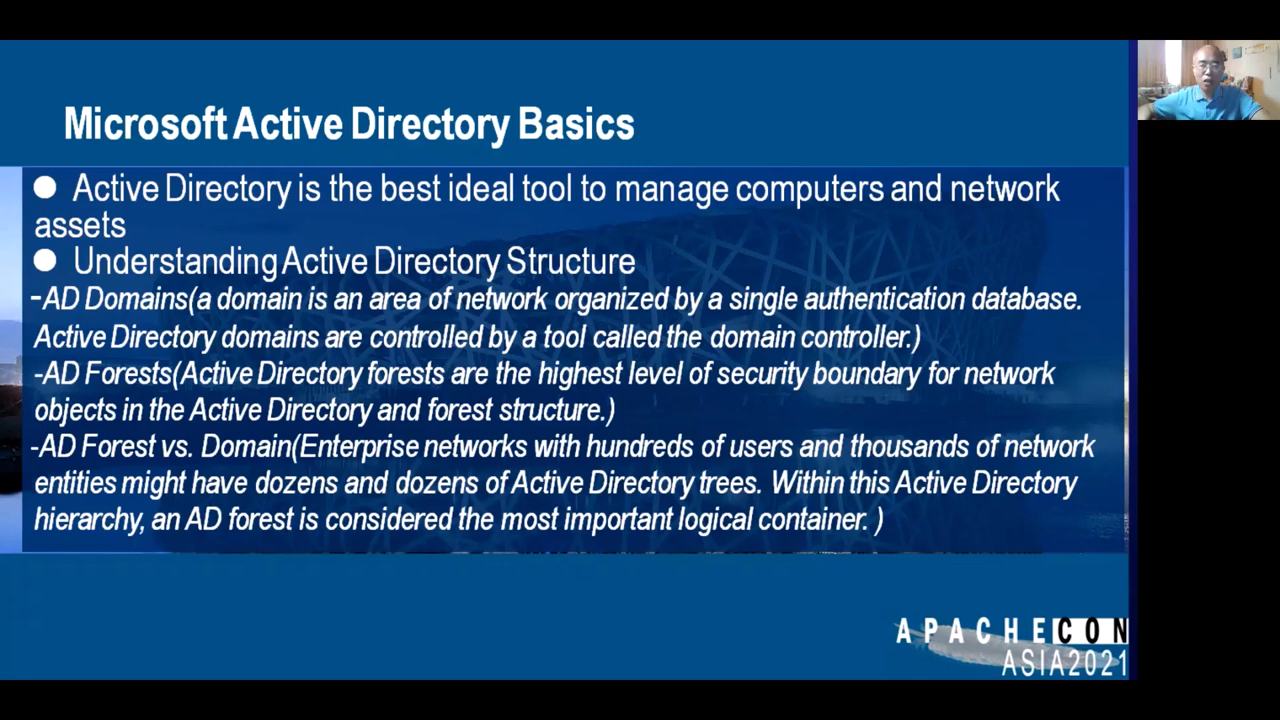 Microsoft Active Directory Basics
● Active Directory is the best ideal tool to manage computers and network
assets
● Understanding Active Directory Structure
-AD Domains(a domain is an area of network organized by a single authentication database.
Active Directory domains are controlled by a tool called the domain controller.)
-AD Forests(Active Directory forests are the highest level of security boundary for network
objects in the Active Directory and forest structure.)
-AD Forest vs. Domain(Enterprise networks with hundreds of users and thousands of network
entities might have dozens and dozens of Active Directory trees. Within this Active Directory
hierarchy, an AD forest is considered the most important logical container. )
APACHECON
ASIA2021